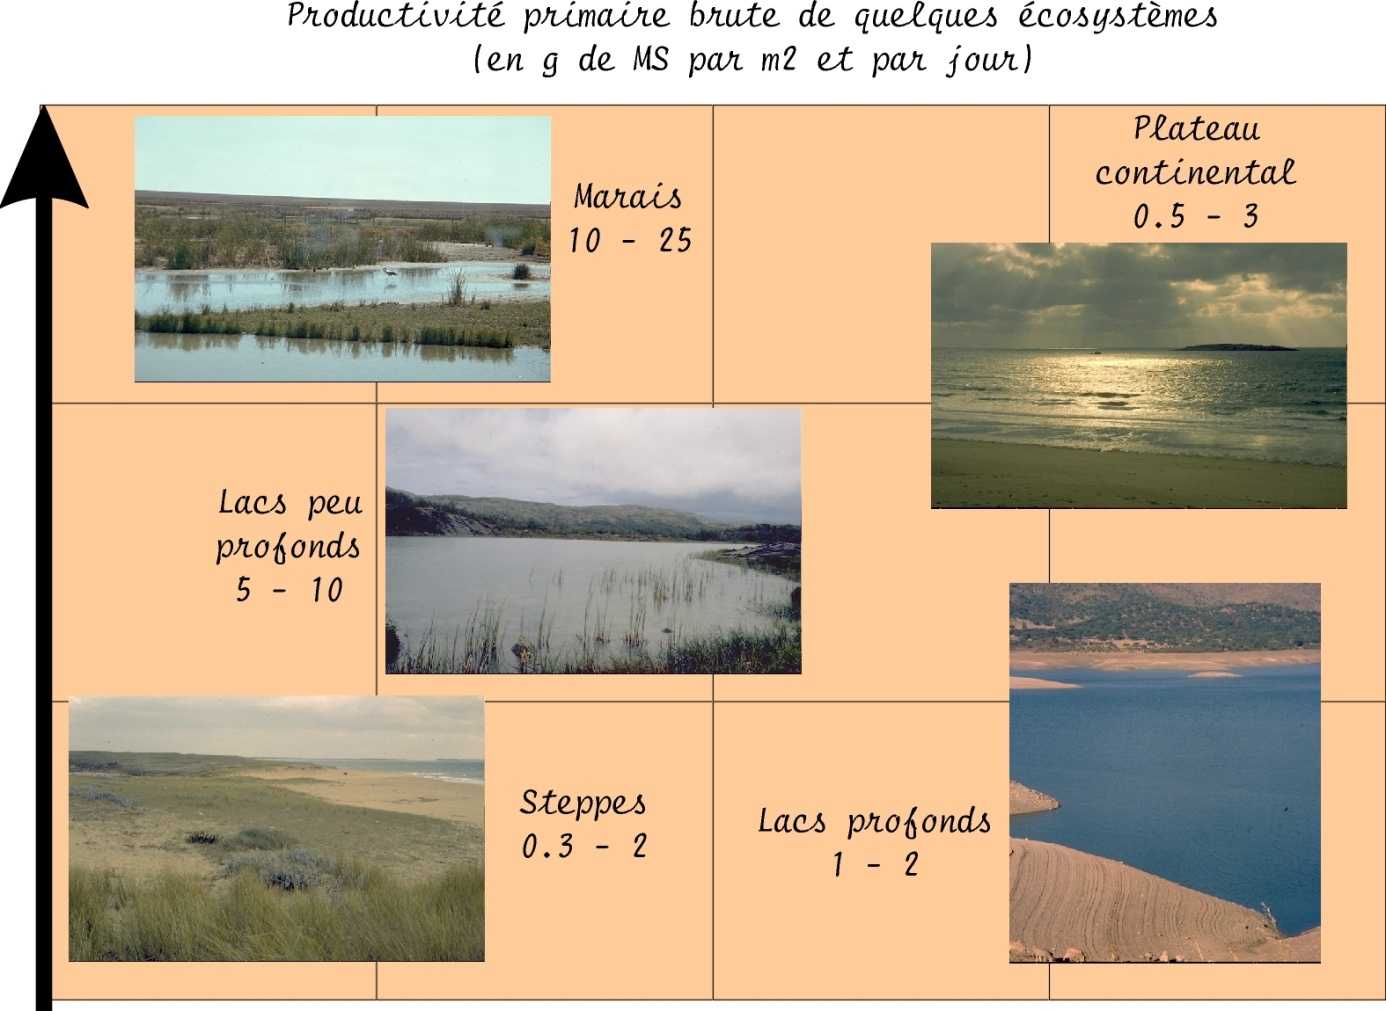 Productivité primaire brute de quelques écosystèmes
(en g de MS par m2 et par jour)
Marais
10 - 25
Plateau
continental
0.5 - 3
Lacs peu
profonds
5 - 10
Steppes
0.3 - 2
Lacs profonds
1 - 2